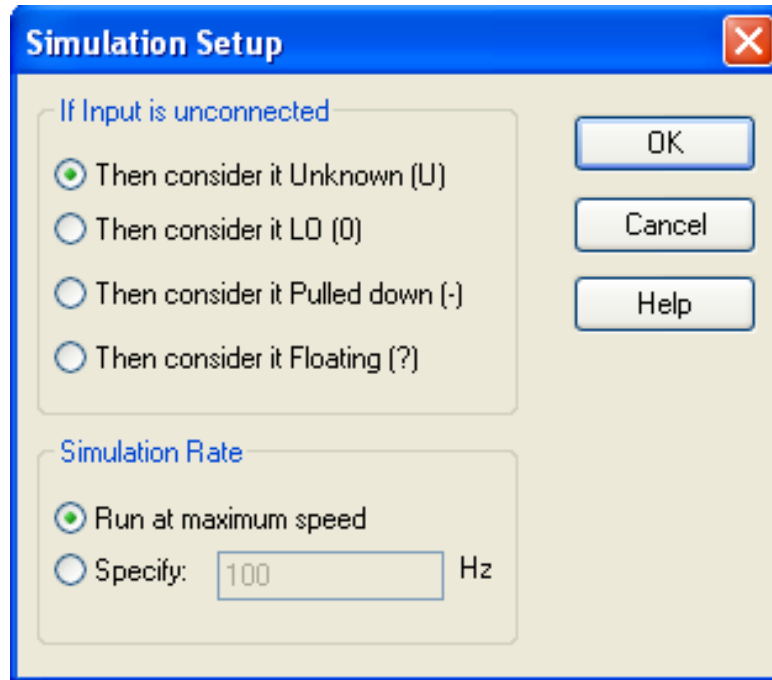 Simulation Setup
If Input is unconnected
Then consider it Unknown (U)
Then consider it LO (0)
Then consider it Pulled down (-)
Then consider it Floating (?)
OK
Cancel
Help
Simulation Rate
Run at maximum speed
Specify: 100 Hz